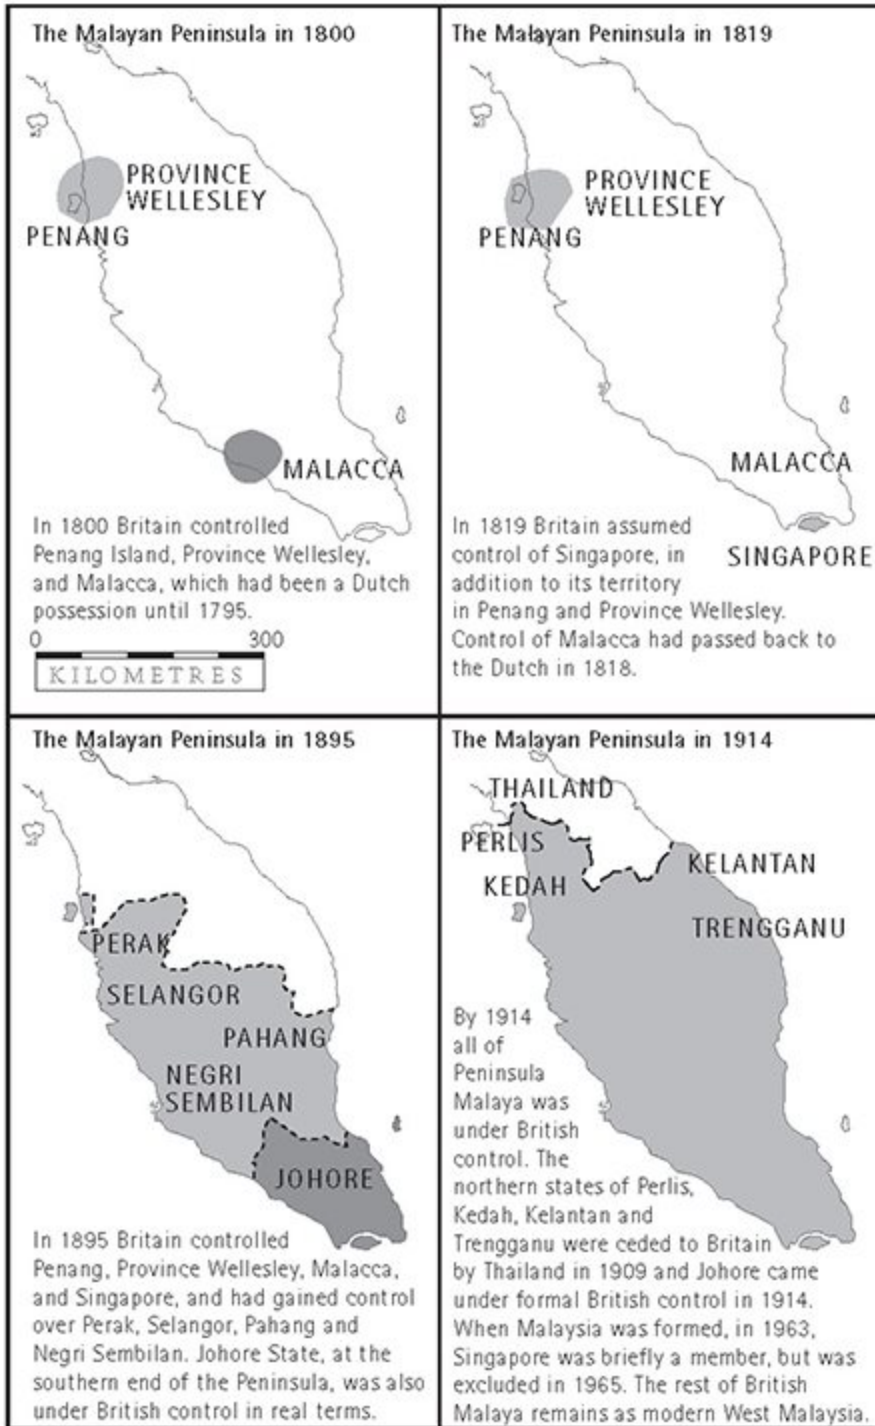 The Malayan Peninsula in 1800
PROVINCE
WELLESLEY
PENANG
MALACCA
In 1800 Britain controlled
Penang Island, Province Wellesley,
and Malacca, which had been a Dutch
possession until 1795.
0 300
KILOMETRES
The Malayan Peninsula in 1819
PROVINCE
WELLESLEY
PENANG
MALACCA
SINGAPORE
In 1819 Britain assumed
control of Singapore, in
addition to its territory
in Penang and Province Wellesley.
Control of Malacca had passed back to
the Dutch in 1818.
The Malayan Peninsula in 1895
PERAK
SELANGOR
PAHANG
NEGRI
SEMBILAN
JOHORE
In 1895 Britain controlled
Penang, Province Wellesley, Malacca,
and Singapore, and had gained control
over Perak, Selangor, Pahang and
Negri Sembilan. Johore State, at the
southern end of the Peninsula, was also
under British control in real terms.
The Malayan Peninsula in 1914
THAILAND
PERLIS
KEDAH
KELANTAN
TRENGGANU
By 1914
all of
Peninsula
Malaya was
under British
control. The
northern states of Perlis,
Kedah, Kelantan and
Trengganu were ceded to Britain
by Thailand in 1909 and Johore came
under formal British control in 1914.
When Malaysia was formed, in 1963,
Singapore was briefly a member, but was
excluded in 1965. The rest of British
Malaya remains as modern West Malaysia.